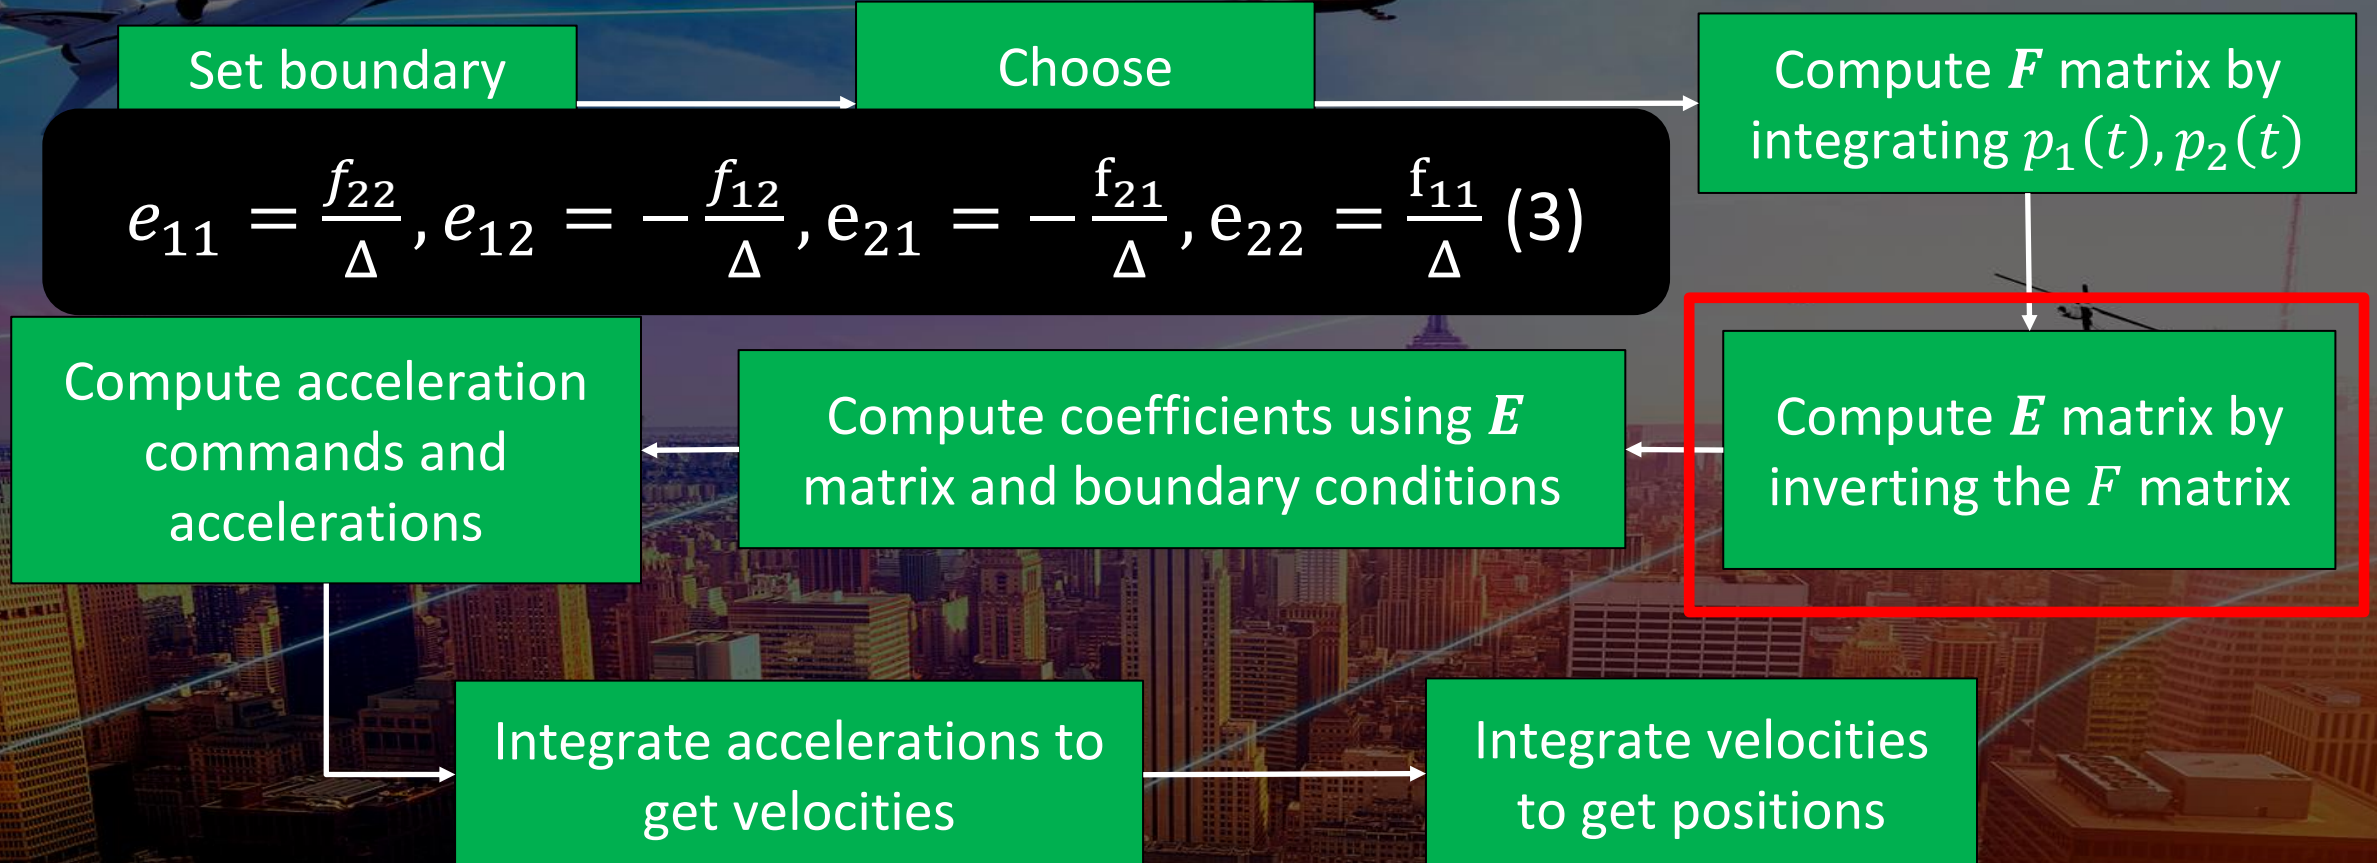 Set boundary
Choose
Compute F matrix by
integrating p₁(t), p₂(t)
e₁₁ = f₂₂/Δ, e₁₂ = −f₁₂/Δ, e₂₁ = −f₂₁/Δ, e₂₂ = f₁₁/Δ (3)
Compute E matrix by
inverting the F matrix
Compute coefficients using E
matrix and boundary conditions
Compute acceleration
commands and
accelerations
Integrate accelerations to
get velocities
Integrate velocities
to get positions